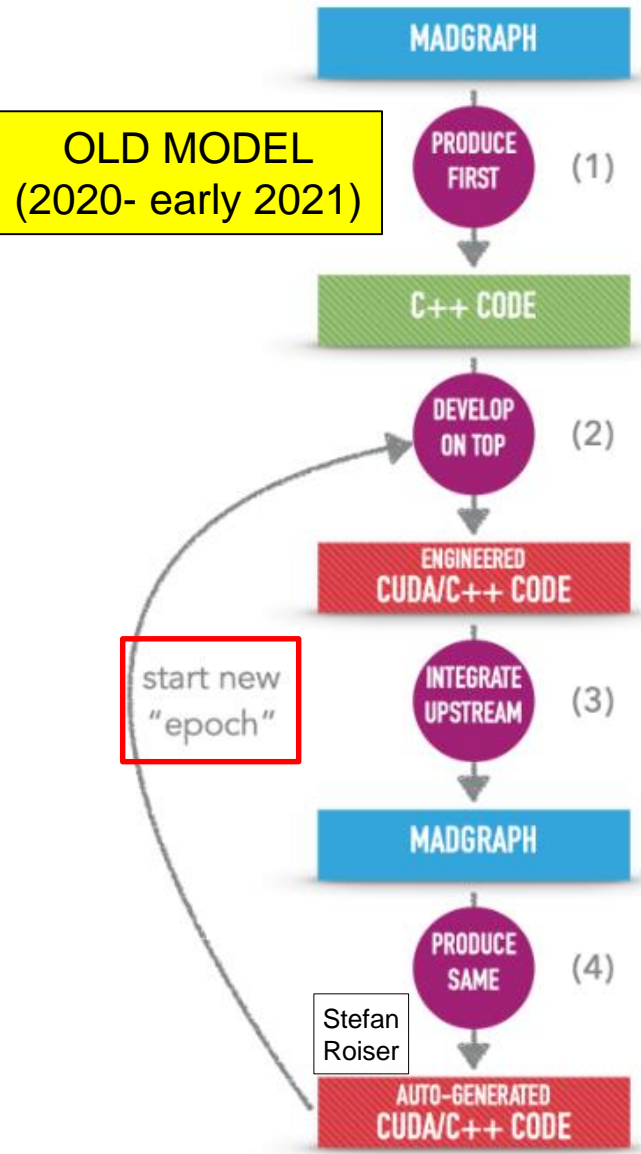 MADGRAPH
OLD MODEL
(2020- early 2021)
PRODUCE
FIRST
(1)
C++ CODE
DEVELOP
ON TOP
(2)
ENGINEERED
CUDA/C++ CODE
start new
"epoch"
INTEGRATE
UPSTREAM
(3)
MADGRAPH
PRODUCE
SAME
(4)
Stefan
Roiser
AUTO-GENERATED
CUDA/C++ CODE